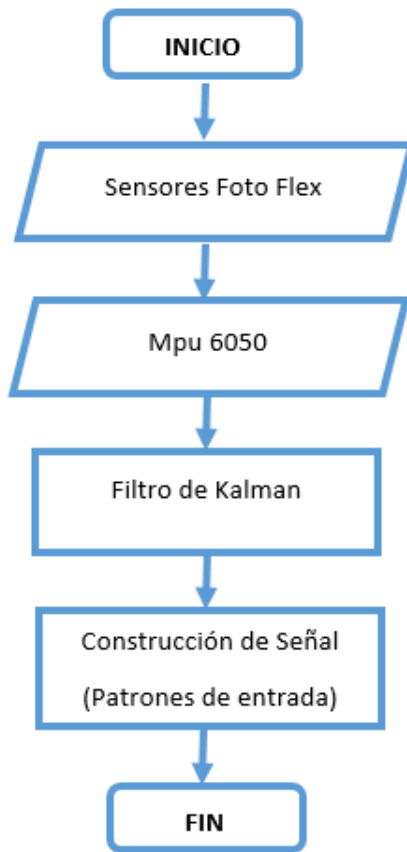 INICIO
Sensores Foto Flex
Mpu 6050
Filtro de Kalman
Construcción de Señal
(Patrones de entrada)
FIN